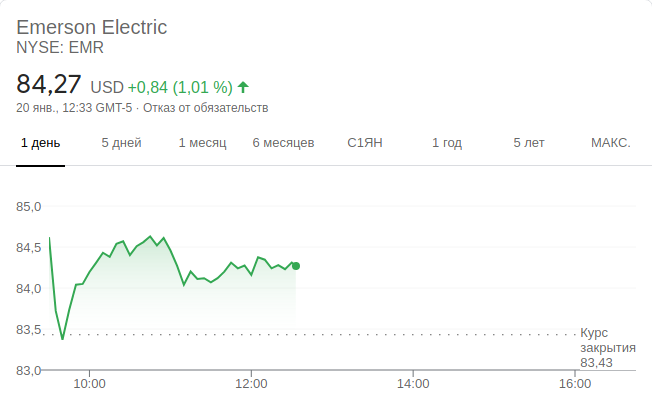 Emerson Electric
NYSE: EMR
84,27 USD +0,84 (1,01 %) ↑
20 янв., 12:33 GMT-5 · Отказ от обязательств
1 день 5 дней 1 месяц 6 месяцев С1ЯН 1 год 5 лет МАКС.
85,0
84,5
84,0
83,5
83,0
Курс
закрытия
83,43
10:00 12:00 14:00 16:00